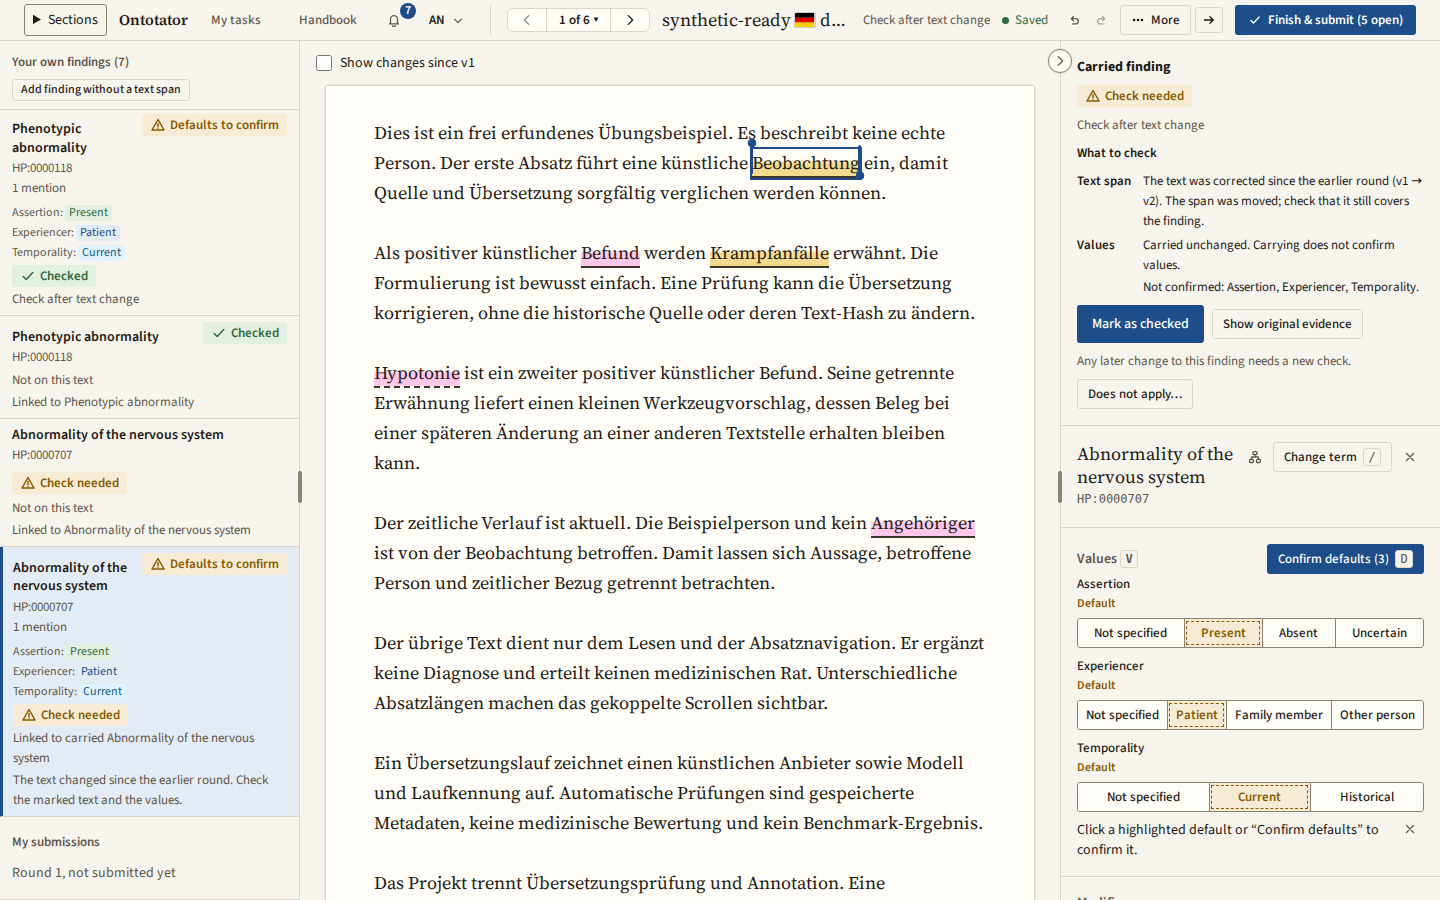 Sections
Ontotator
My tasks
Handbook
7
AN
1 of 6
synthetic-ready d...
Check after text change
Saved
More
Finish & submit (5 open)
Your own findings (7)
Add finding without a text span
Phenotypic abnormality
Defaults to confirm
HP:0000118
1 mention
Assertion: Present
Experiencer: Patient
Temporality: Current
Checked
Check after text change
Phenotypic abnormality
Checked
HP:0000118
Not on this text
Linked to Phenotypic abnormality
Abnormality of the nervous system
HP:0000707
Check needed
Not on this text
Linked to Abnormality of the nervous system
Abnormality of the nervous system
Defaults to confirm
HP:0000707
1 mention
Assertion: Present
Experiencer: Patient
Temporality: Current
Check needed
Linked to carried Abnormality of the nervous
system
The text changed since the earlier round. Check
the marked text and the values.
My submissions
Round 1, not submitted yet
Show changes since v1
Dies ist ein frei erfundenes Übungsbeispiel. Es beschreibt keine echte
Person. Der erste Absatz führt eine künstliche Beobachtung ein, damit
Quelle und Übersetzung sorgfältig verglichen werden können.
Als positiver künstlicher Befund werden Krampfanfälle erwähnt. Die
Formulierung ist bewusst einfach. Eine Prüfung kann die Übersetzung
korrigieren, ohne die historische Quelle oder deren Text-Hash zu ändern.
Hypotonie ist ein zweiter positiver künstlicher Befund. Seine getrennte
Erwähnung liefert einen kleinen Werkzeugvorschlag, dessen Beleg bei
einer späteren Änderung an einer anderen Textstelle erhalten bleiben
kann.
Der zeitliche Verlauf ist aktuell. Die Beispielperson und kein Angehöriger
ist von der Beobachtung betroffen. Damit lassen sich Aussage, betroffene
Person und zeitlicher Bezug getrennt betrachten.
Der übrige Text dient nur dem Lesen und der Absatznavigation. Er ergänzt
keine Diagnose und erteilt keinen medizinischen Rat. Unterschiedliche
Absatzlängen machen das gekoppelte Scrollen sichtbar.
Ein Übersetzungslauf zeichnet einen künstlichen Anbieter sowie Modell
und Laufkennung auf. Automatische Prüfungen sind gespeicherte
Metadaten, keine medizinische Bewertung und kein Benchmark-Ergebnis.
Das Projekt trennt Übersetzungsprüfung und Annotation. Eine
Carried finding
Check needed
Check after text change
What to check
Text span The text was corrected since the earlier round (v1 →
v2). The span was moved; check that it still covers
the finding.
Values Carried unchanged. Carrying does not confirm
values.
Not confirmed: Assertion, Experiencer, Temporality.
Mark as checked
Show original evidence
Any later change to this finding needs a new check.
Does not apply…
Abnormality of the
nervous system
Change term /
HP:0000707
Values V
Confirm defaults (3) D
Assertion
Default
Not specified Present Absent Uncertain
Experiencer
Default
Not specified Patient Family member Other person
Temporality
Default
Not specified Current Historical
Click a highlighted default or “Confirm defaults” to
confirm it.